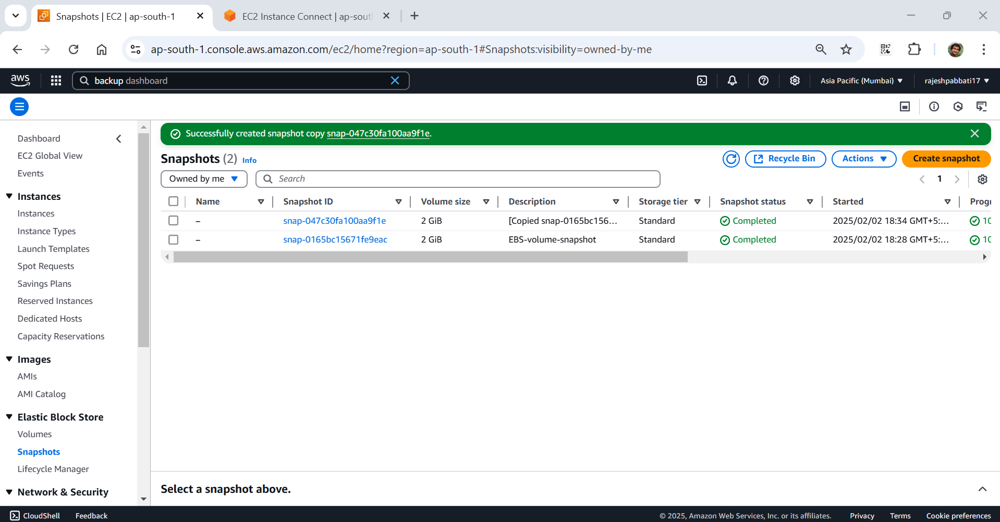 Snapshots | EC2 | ap-south-1
EC2 Instance Connect | ap-sout
ap-south-1.console.aws.amazon.com/ec2/home?region=ap-south-1#Snapshots:visibility=owned-by-me
aws
backup dashboard
Asia Pacific (Mumbai)
rajeshpabbati17
Dashboard
EC2 Global View
Events
Instances
Instances
Instance Types
Launch Templates
Spot Requests
Savings Plans
Reserved Instances
Dedicated Hosts
Capacity Reservations
Images
AMIs
AMI Catalog
Elastic Block Store
Volumes
Snapshots
Lifecycle Manager
Network & Security
Successfully created snapshot copy snap-047c30fa100aa9f1e.
Snapshots (2) Info
Recycle Bin
Actions
Create snapshot
Owned by me
Search
1
Name Snapshot ID Volume size Description Storage tier Snapshot status Started Progr
– snap-047c30fa100aa9f1e 2 GiB [Copied snap-0165bc156... Standard Completed 2025/02/02 18:34 GMT+5:... 10
– snap-0165bc15671fe9eac 2 GiB EBS-volume-snapshot Standard Completed 2025/02/02 18:28 GMT+5:... 10
Select a snapshot above.
CloudShell Feedback
© 2025, Amazon Web Services, Inc. or its affiliates. Privacy Terms Cookie preferences